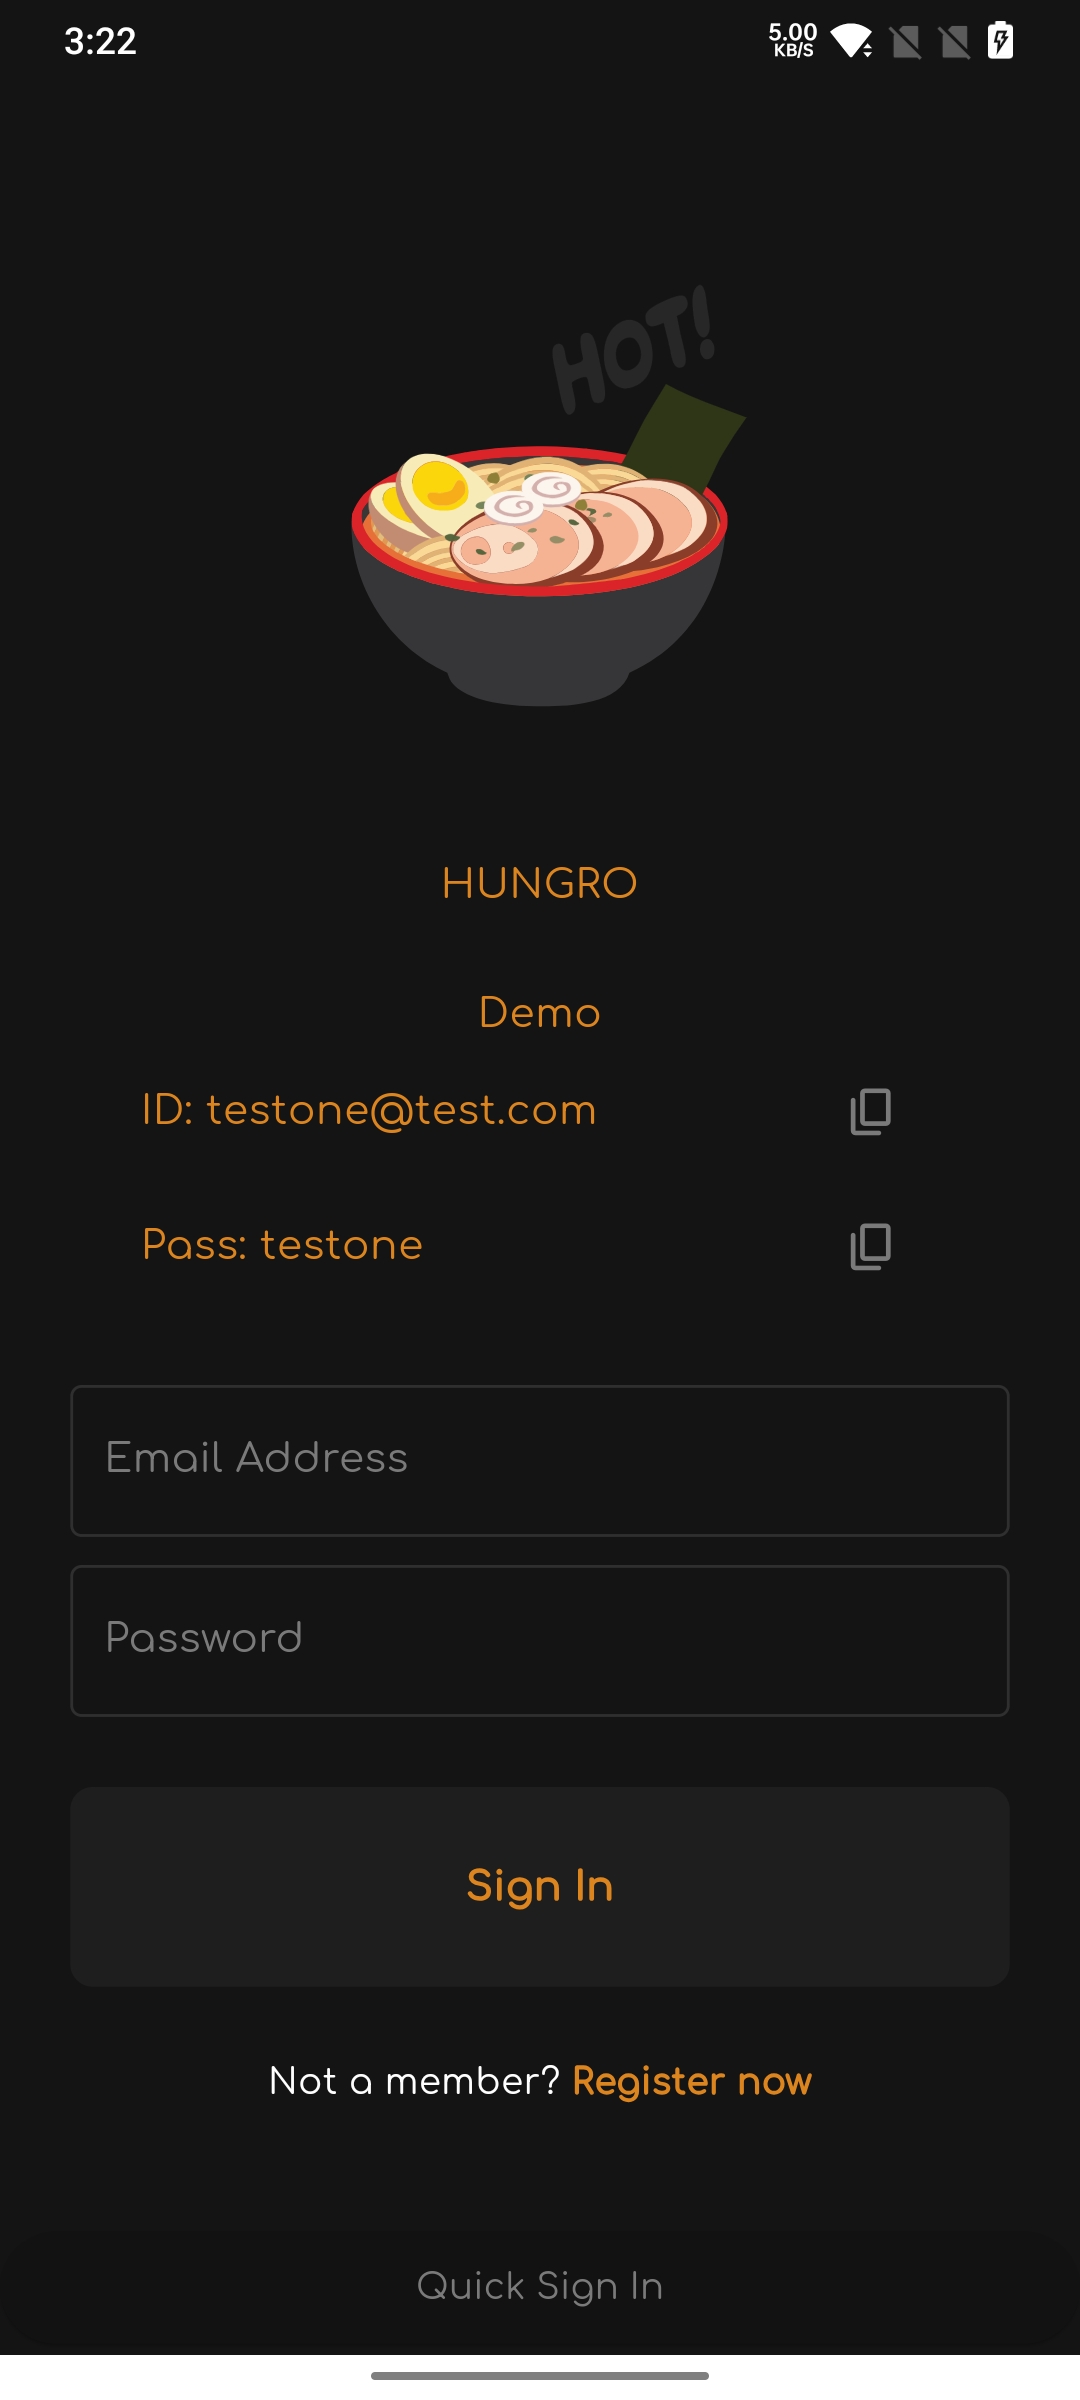 3:22
5.00
KB/S
HOT!
HUNGRO
Demo
ID: testone@test.com
Pass: testone
Email Address
Password
Sign In
Not a member? Register now
Quick Sign In